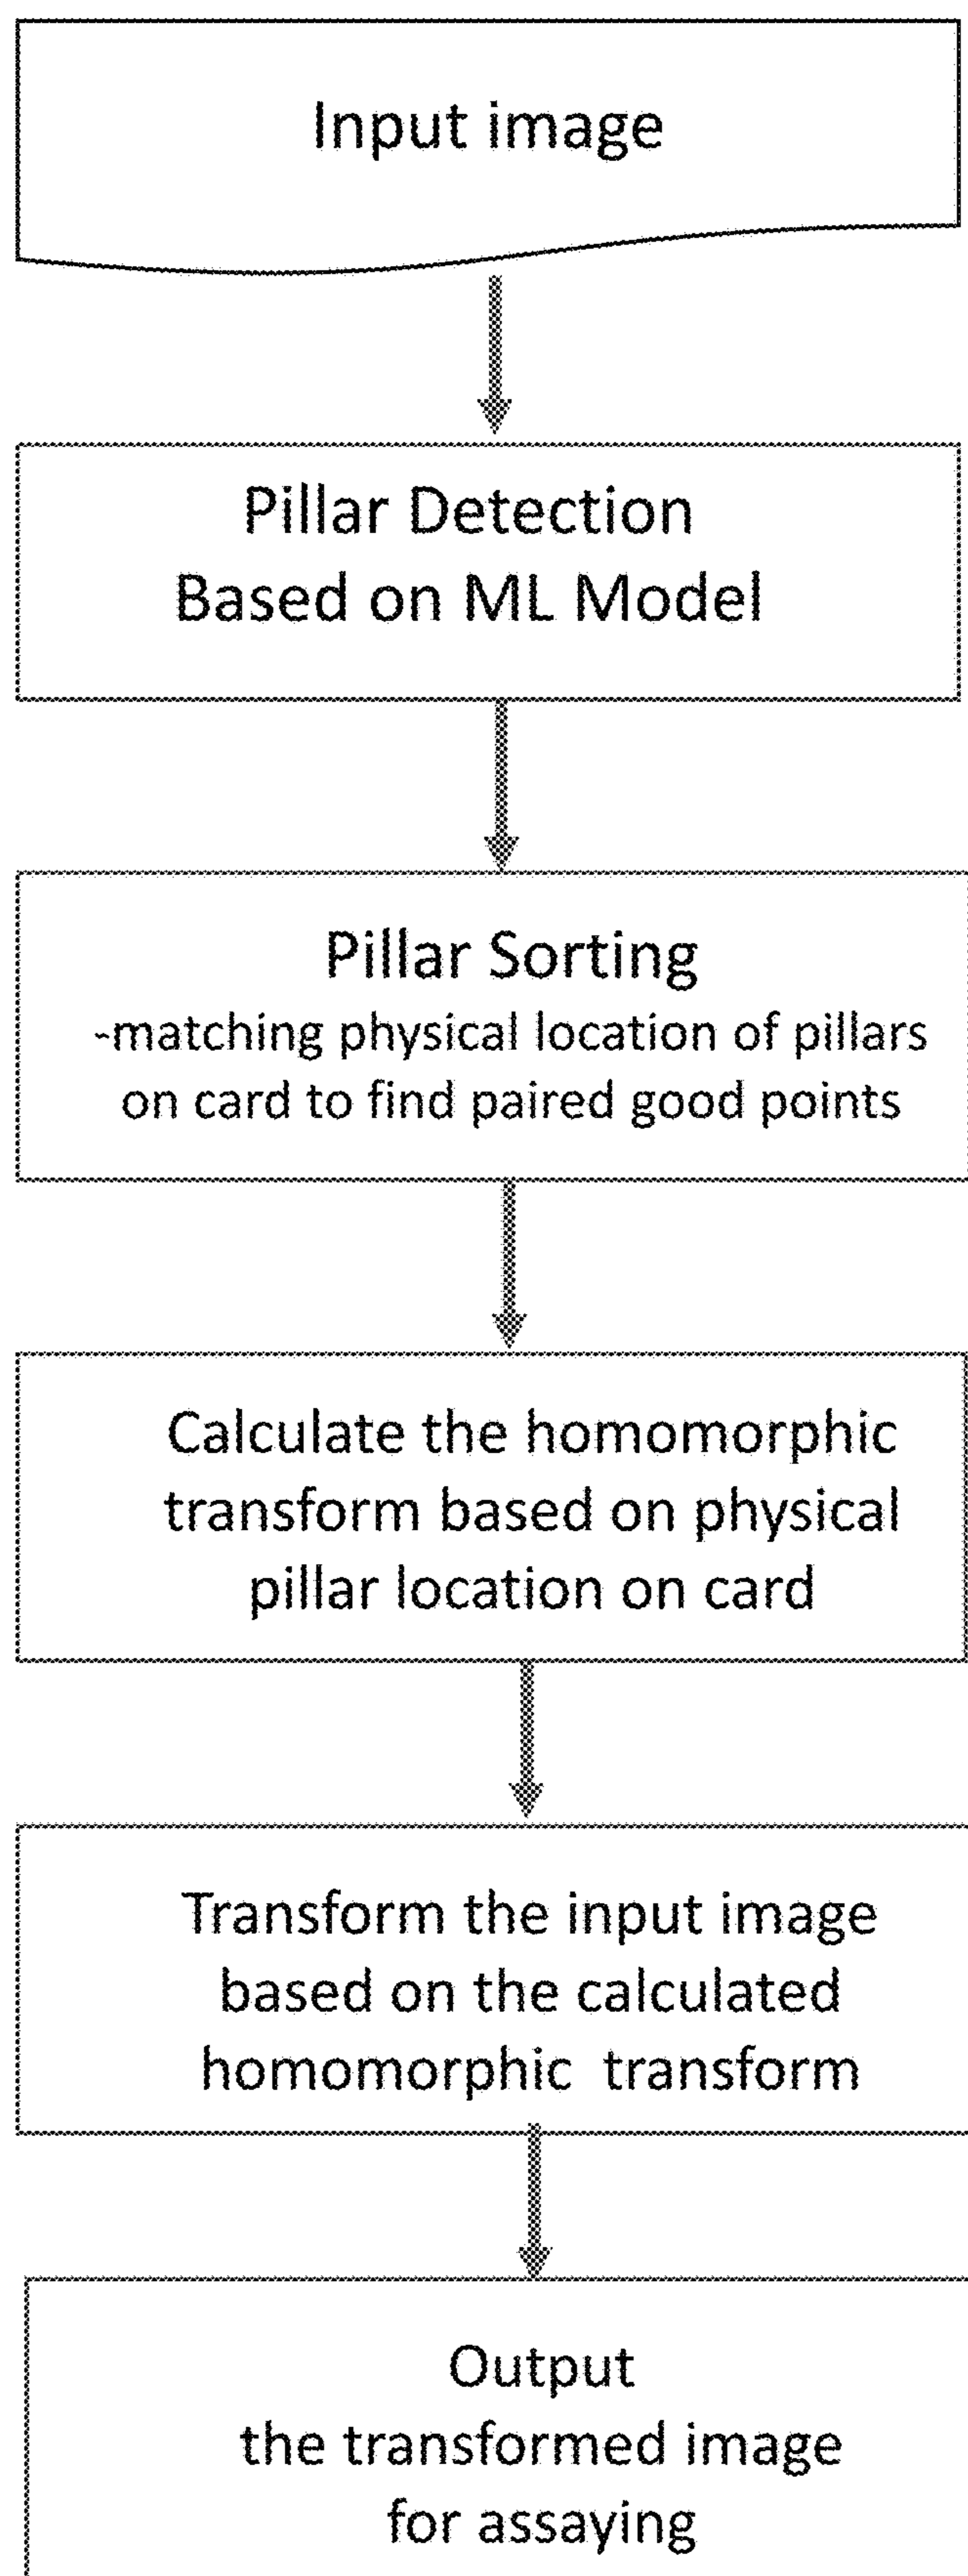 Input image
Pillar Detection
Based on ML Model
Pillar Sorting
-matching physical location of pillars
on card to find paired good points
Calculate the homomorphic
transform based on physical
pillar location on card
Transform the input image
based on the calculated
homomorphic transform
Output
the transformed image
for assaying